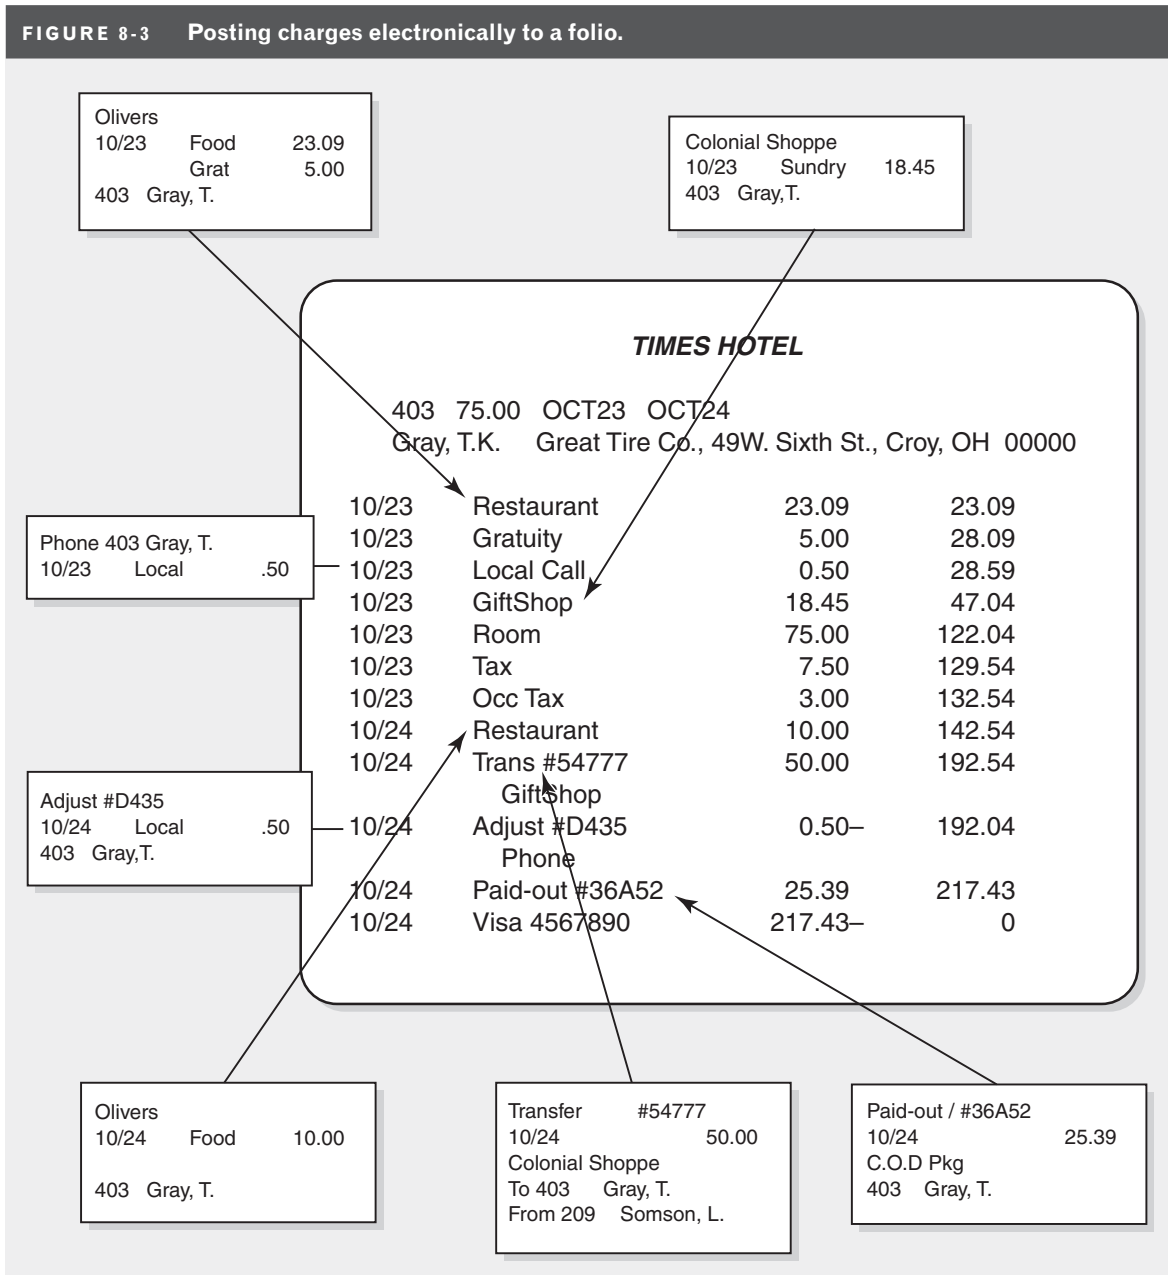 FIGURE 8-3 Posting charges electronically to a folio.
Olivers
10/23 Food 23.09
Grat 5.00
403 Gray, T.
Colonial Shoppe
10/23 Sundry 18.45
403 Gray,T.
TIMES HOTEL
403 75.00 OCT23 OCT24
Gray, T.K. Great Tire Co., 49W. Sixth St., Croy, OH 00000
10/23 Restaurant 23.09 23.09
10/23 Gratuity 5.00 28.09
10/23 Local Call 0.50 28.59
10/23 GiftShop 18.45 47.04
10/23 Room 75.00 122.04
10/23 Tax 7.50 129.54
10/23 Occ Tax 3.00 132.54
10/24 Restaurant 10.00 142.54
10/24 Trans #54777 50.00 192.54
GiftShop
10/24 Adjust #D435 0.50– 192.04
Phone
10/24 Paid-out #36A52 25.39 217.43
10/24 Visa 4567890 217.43– 0
Phone 403 Gray, T.
10/23 Local .50
Adjust #D435
10/24 Local .50
403 Gray,T.
Olivers
10/24 Food 10.00
403 Gray, T.
Transfer #54777
10/24 50.00
Colonial Shoppe
To 403 Gray, T.
From 209 Somson, L.
Paid-out / #36A52
10/24 25.39
C.O.D Pkg
403 Gray, T.